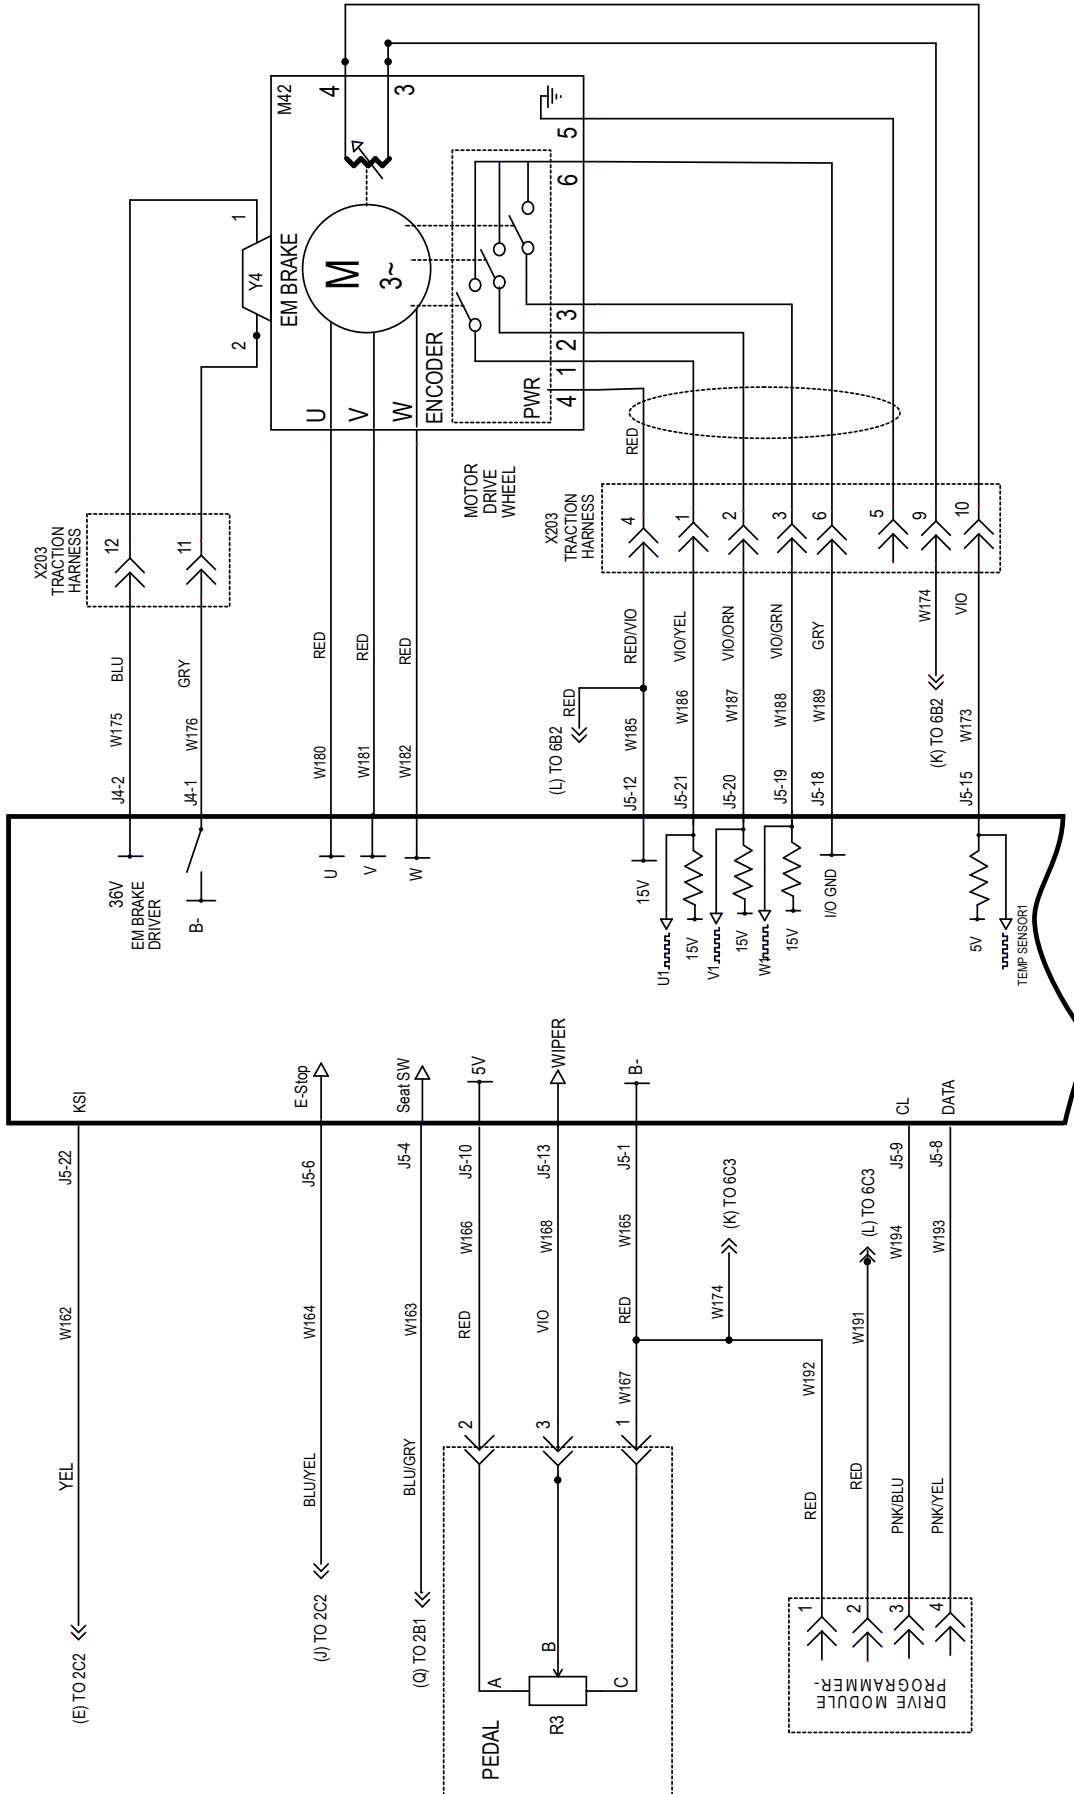 4
3
M42
5
6
1
Y4
EM BRAKE
2
M
3~
3
2
1
4
PWR
ENCODER
U
V
W
RED
MOTOR
DRIVE
WHEEL
X203
TRACTION
HARNESS
12
11
X203
TRACTION
HARNESS
4
1
2
3
6
5
9
10
BLU
GRY
RED
RED
RED
RED/VIO
VIO/YEL
VIO/ORN
VIO/GRN
GRY
W174
VIO
W175
W176
W180
W181
W182
(L) TO 6B2
RED
W185
W186
W187
W188
W189
(K) TO 6B2
W173
J4-2
J4-1
J5-12
J5-21
J5-20
J5-19
J5-18
J5-15
36V
EM BRAKE
DRIVER
B-
U
V
W
15V
U1
15V
V1
15V
W1
15V
I/O GND
5V
TEMP SENSOR1
KSI
E-Stop
Seat SW
5V
WIPER
B-
CL
DATA
J5-22
J5-6
J5-4
J5-10
J5-13
J5-1
J5-9
J5-8
W162
W164
W163
W166
W168
W165
(K) TO 6C3
(L) TO 6C3
W194
W193
RED
VIO
RED
W174
W191
W167
W192
2
3
1
YEL
BLU/YEL
BLU/GRY
RED
RED
PNK/BLU
PNK/YEL
(E) TO 2C2
(J) TO 2C2
(Q) TO 2B1
A
B
C
R3
PEDAL
1
2
3
4
DRIVE MODULE
PROGRAMMER-